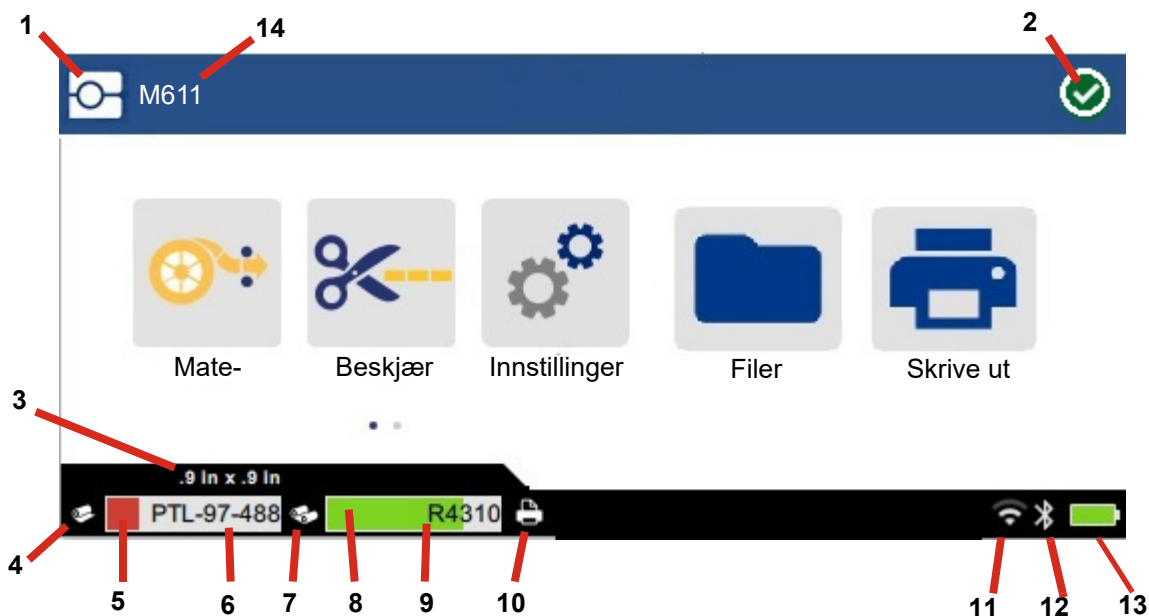 1
14
2
M611
Mate-
Beskjær
Innstillinger
Filer
Skrive ut
3
.9 In x .9 In
PTL-97-488
R4310
4
5
6
7
8
9
10
11
12
13